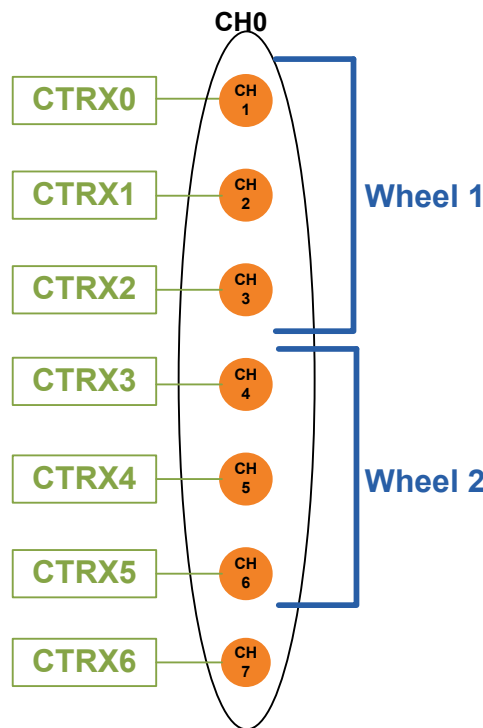 CH0
CTRX0
CH
1
CTRX1
CH
2
Wheel 1
CTRX2
CH
3
CTRX3
CH
4
CTRX4
CH
5
Wheel 2
CTRX5
CH
6
CTRX6
CH
7